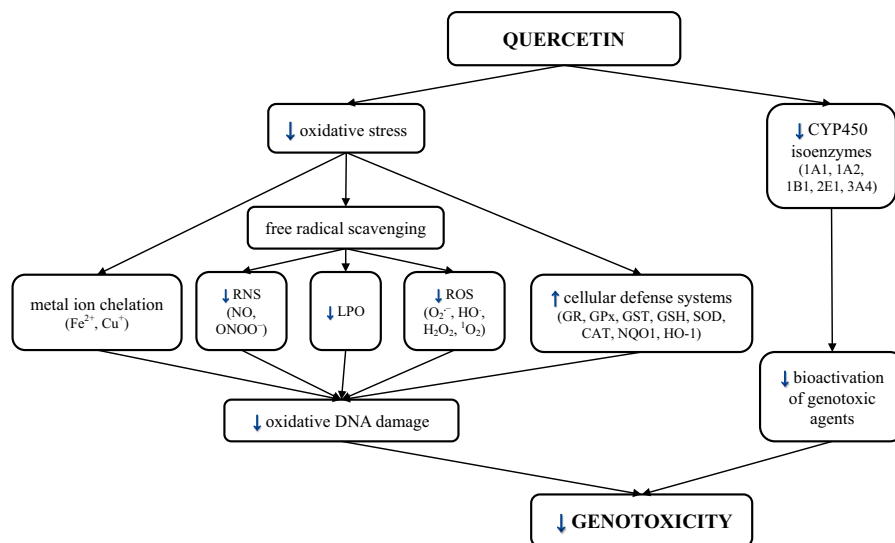 QUERCETIN
↓ oxidative stress
↓ CYP450
isoenzymes
(1A1, 1A2,
1B1, 2E1, 3A4)
free radical scavenging
metal ion chelation
(Fe²⁺, Cu⁺)
↓ RNS
(NO,
ONOO⁻)
↓ LPO
↓ ROS
(O₂·⁻, HO·,
H₂O₂, ¹O₂)
↑ cellular defense systems
(GR, GPx, GST, GSH, SOD,
CAT, NQO1, HO-1)
↓ bioactivation
of genotoxic
agents
↓ oxidative DNA damage
↓ GENOTOXICITY